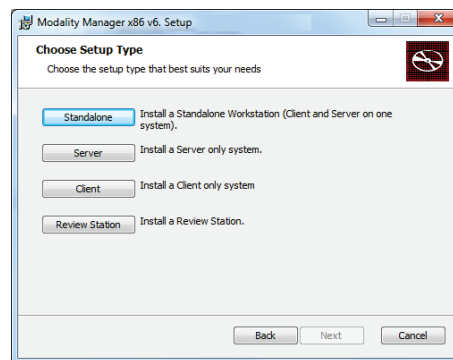 Modality Manager x86 v6. Setup
Choose Setup Type
Choose the setup type that best suits your needs
Standalone
Install a Standalone Workstation (Client and Server on one
system).
Server
Install a Server only system.
Client
Install a Client only system
Review Station
Install a Review Station.
Back
Next
Cancel